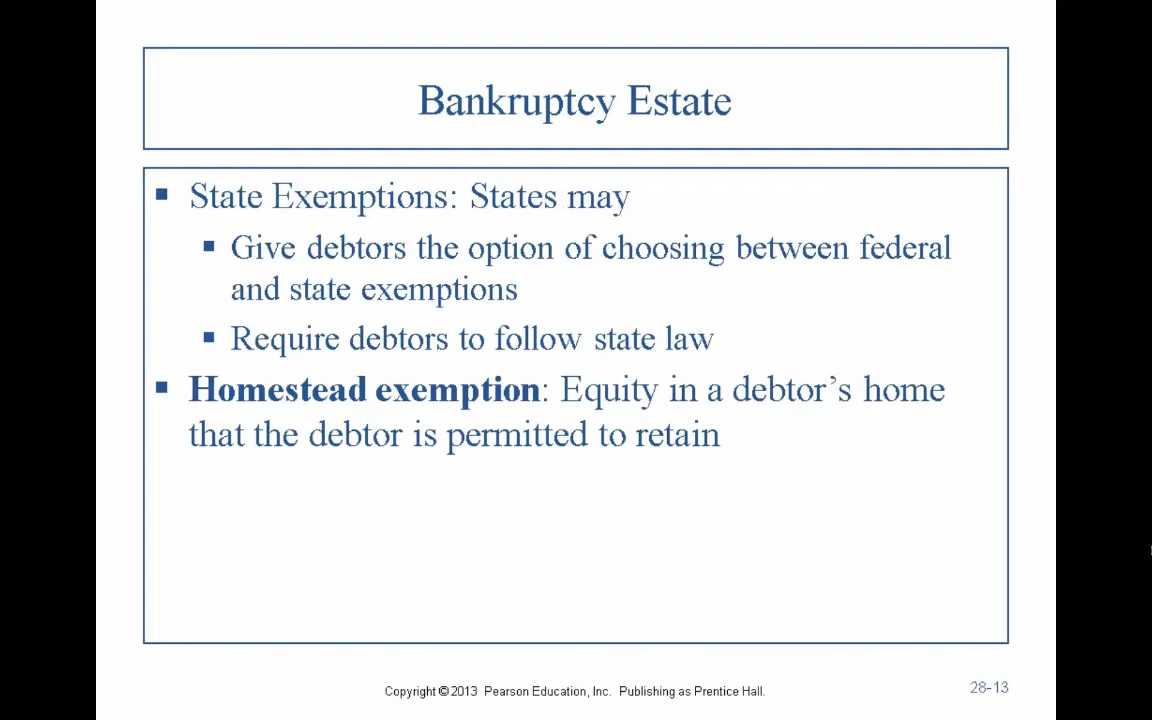 Bankruptcy Estate
▪ State Exemptions: States may
▪ Give debtors the option of choosing between federal
and state exemptions
▪ Require debtors to follow state law
▪ Homestead exemption: Equity in a debtor’s home
that the debtor is permitted to retain
Copyright © 2013 Pearson Education, Inc. Publishing as Prentice Hall.
28-13